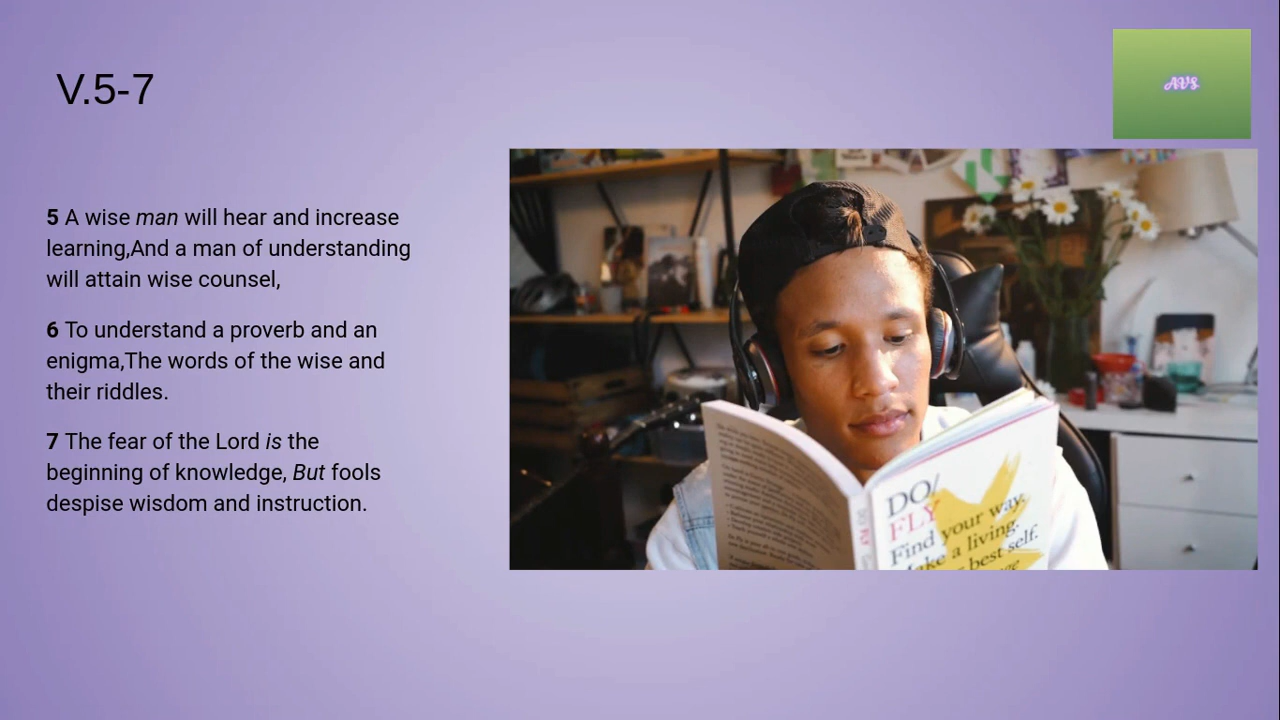 V.5-7
AVS
5 A wise man will hear and increase
learning,And a man of understanding
will attain wise counsel,
6 To understand a proverb and an
enigma,The words of the wise and
their riddles.
7 The fear of the Lord is the
beginning of knowledge, But fools
despise wisdom and instruction.
DO/
FLY
Find your way.
Make a living.
best self.